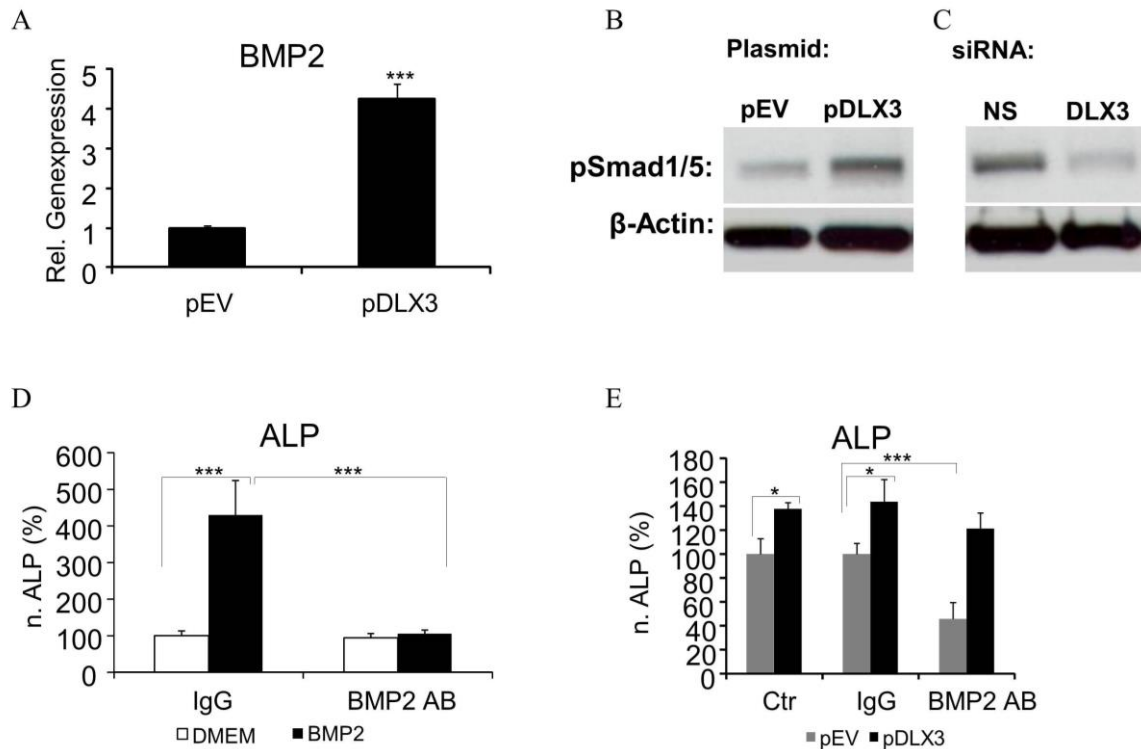 A
BMP2
***
Rel. Genexpression
5
4
3
2
1
0
pEV
pDLX3
B
Plasmid:
pEV
pDLX3
C
siRNA:
NS
DLX3
pSmad1/5:
β-Actin:
D
ALP
n. ALP (%)
600
500
400
300
200
100
0
***
***
IgG
BMP2 AB
DMEM
BMP2
E
ALP
n. ALP (%)
180
160
140
120
100
80
60
40
20
0
*
*
***
Ctr
IgG
BMP2 AB
pEV
pDLX3